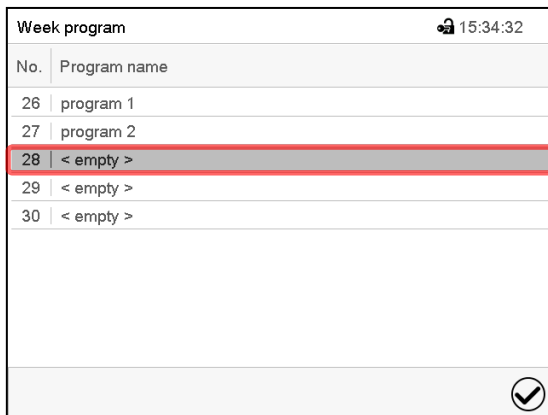 Week program 15:34:32
No. Program name
26 program 1
27 program 2
28 < empty >
29 < empty >
30 < empty >